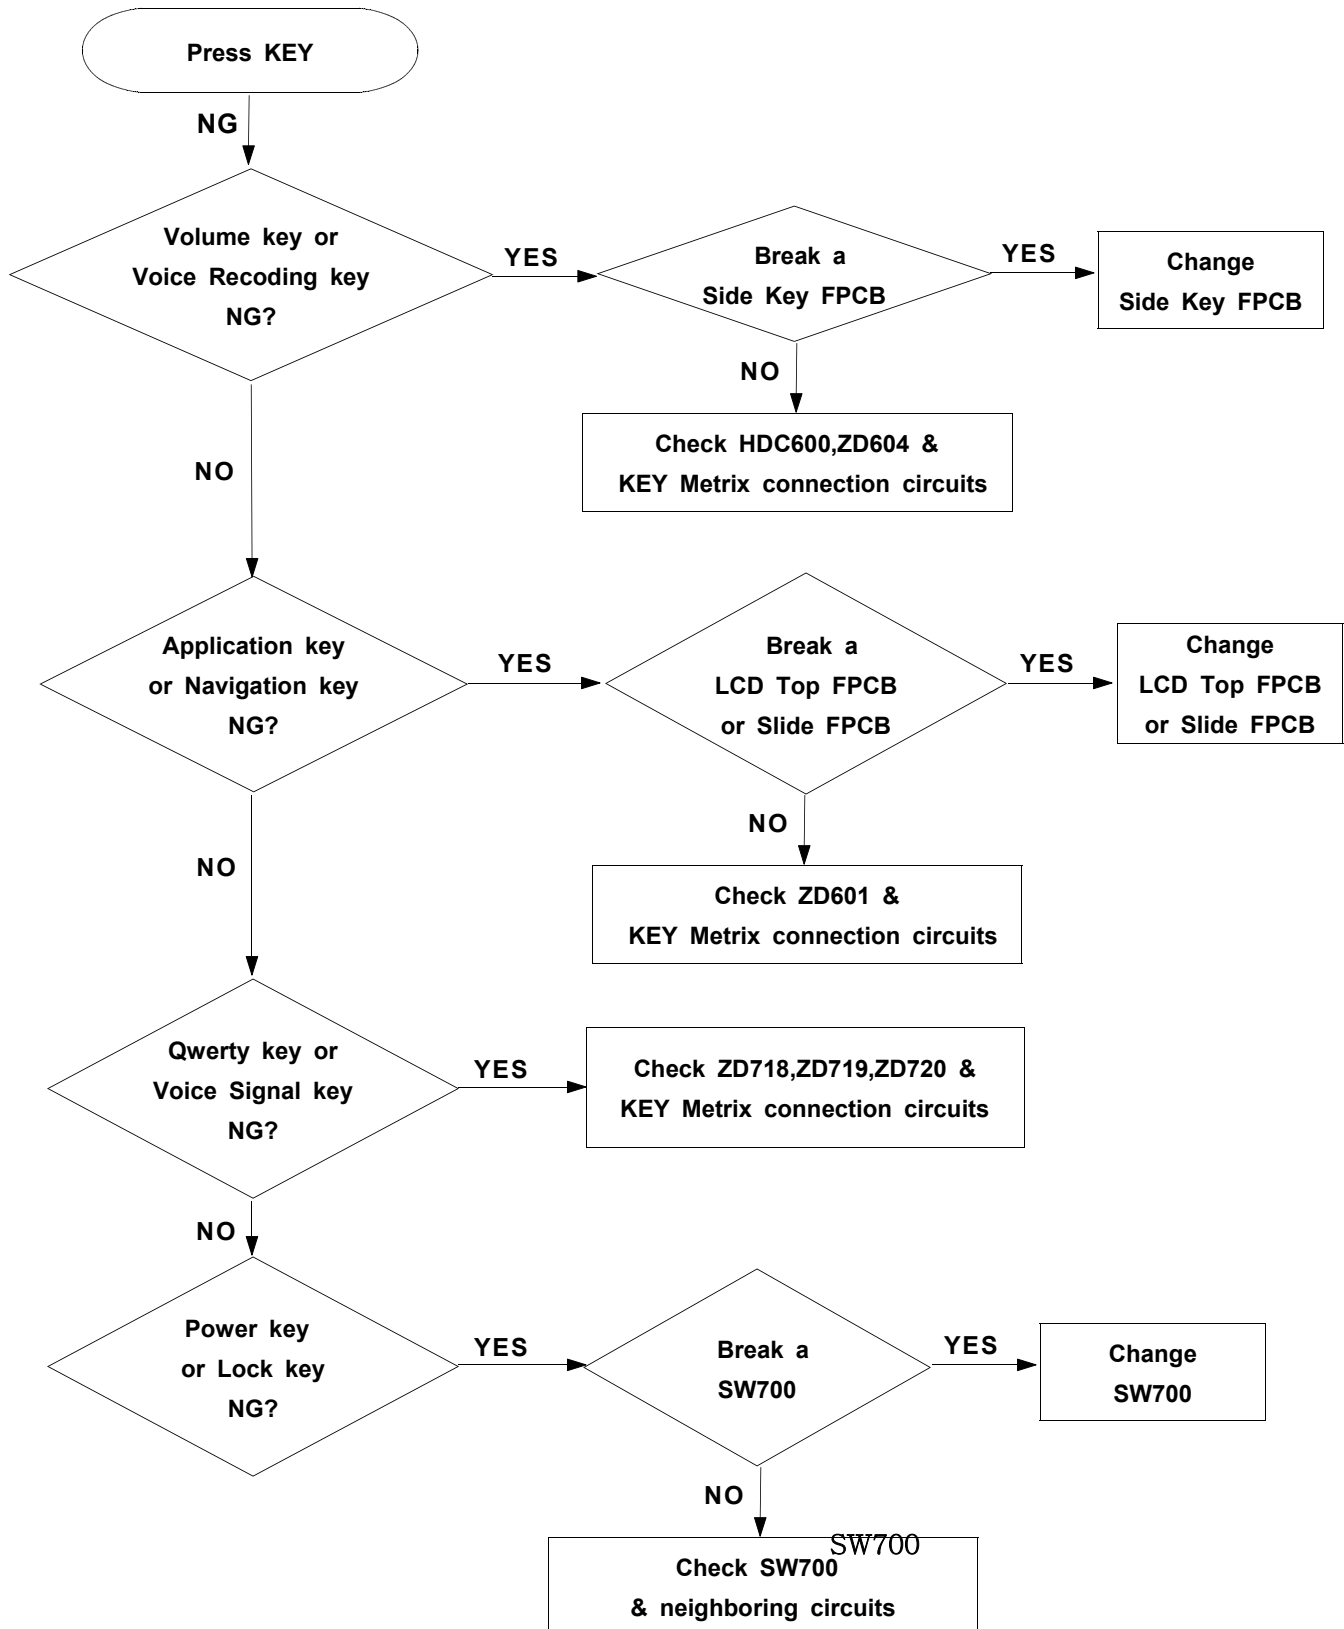 Press KEY
NG
Volume key or
Voice Recoding key
NG?
YES
Break a
Side Key FPCB
YES
Change
Side Key FPCB
NO
Check HDC600,ZD604 &
KEY Metrix connection circuits
NO
Application key
or Navigation key
NG?
YES
Break a
LCD Top FPCB
or Slide FPCB
YES
Change
LCD Top FPCB
or Slide FPCB
NO
Check ZD601 &
KEY Metrix connection circuits
NO
Qwerty key or
Voice Signal key
NG?
YES
Check ZD718,ZD719,ZD720 &
KEY Metrix connection circuits
NO
Power key
or Lock key
NG?
YES
Break a
SW700
YES
Change
SW700
NO
SW700
Check SW700
& neighboring circuits